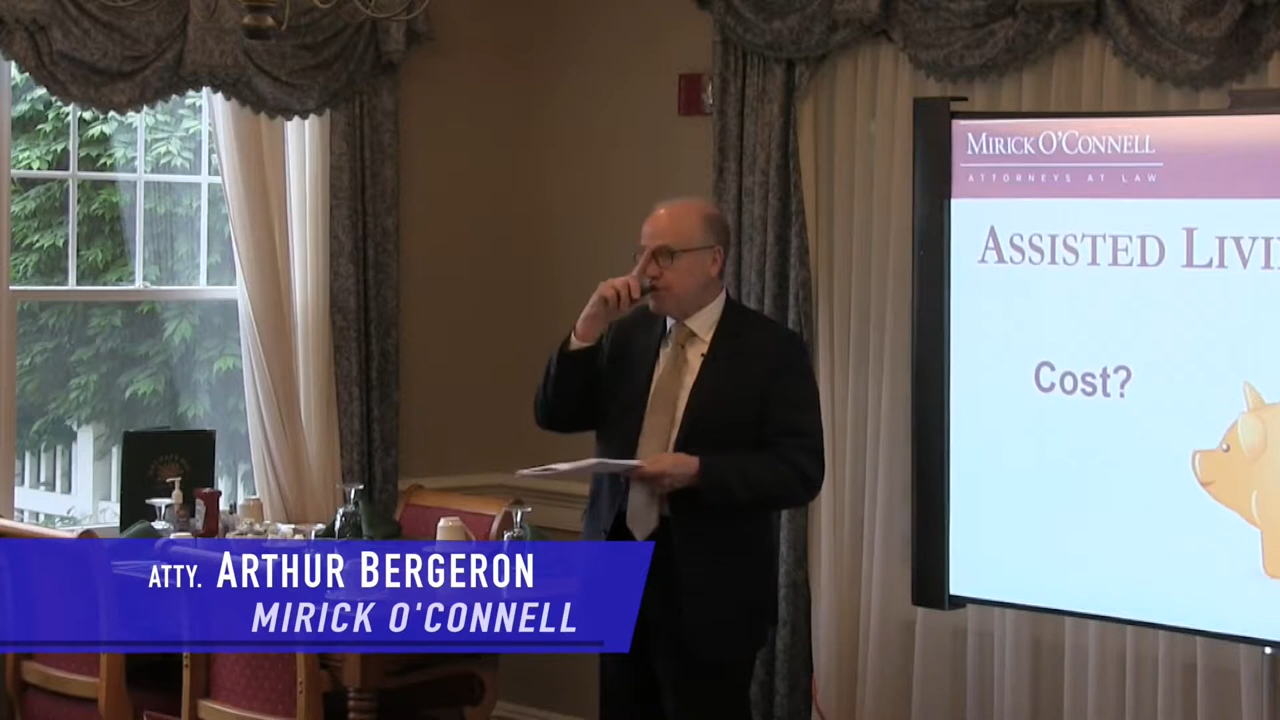 MIRICK O'CONNELL
ATTORNEYS AT LAW
ASSISTED LIVI
Cost?
ATTY. ARTHUR BERGERON
MIRICK O'CONNELL